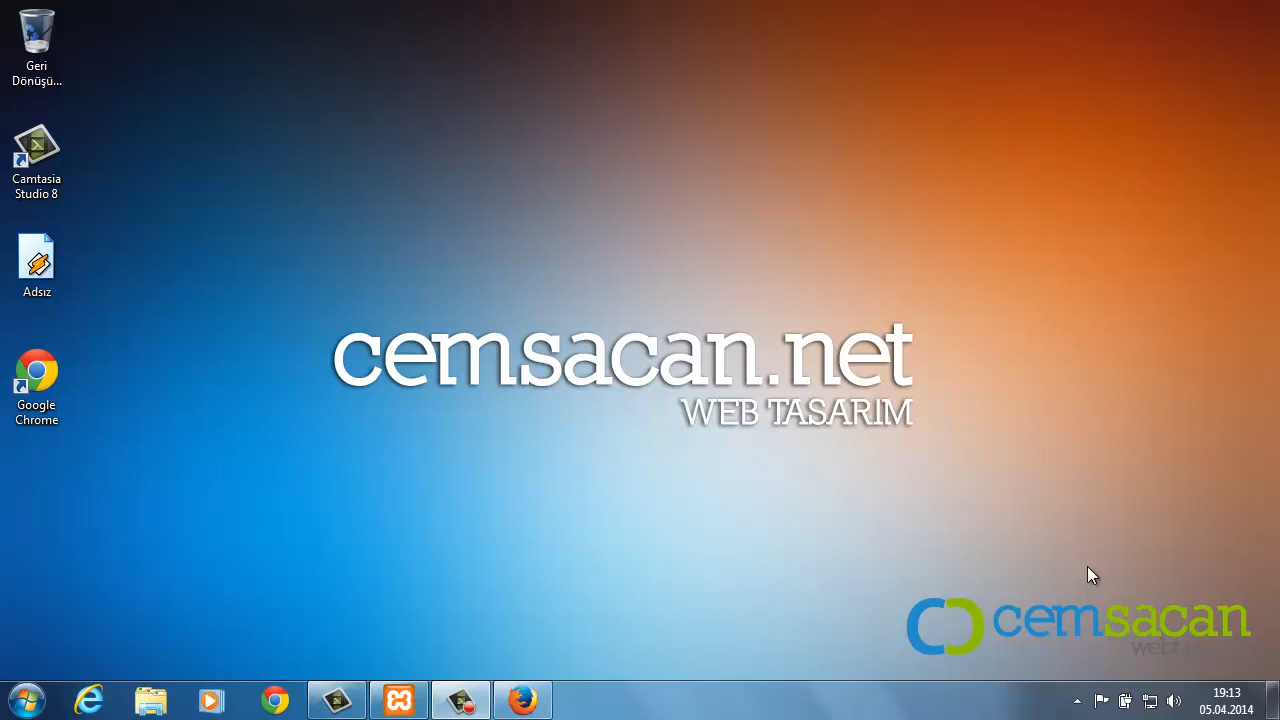 Geri
Dönüşü...
Camtasia
Studio 8
Adsız
Google
Chrome
cemsacan.net
WEB TASARIM
cemsacan
19:13
05.04.2014